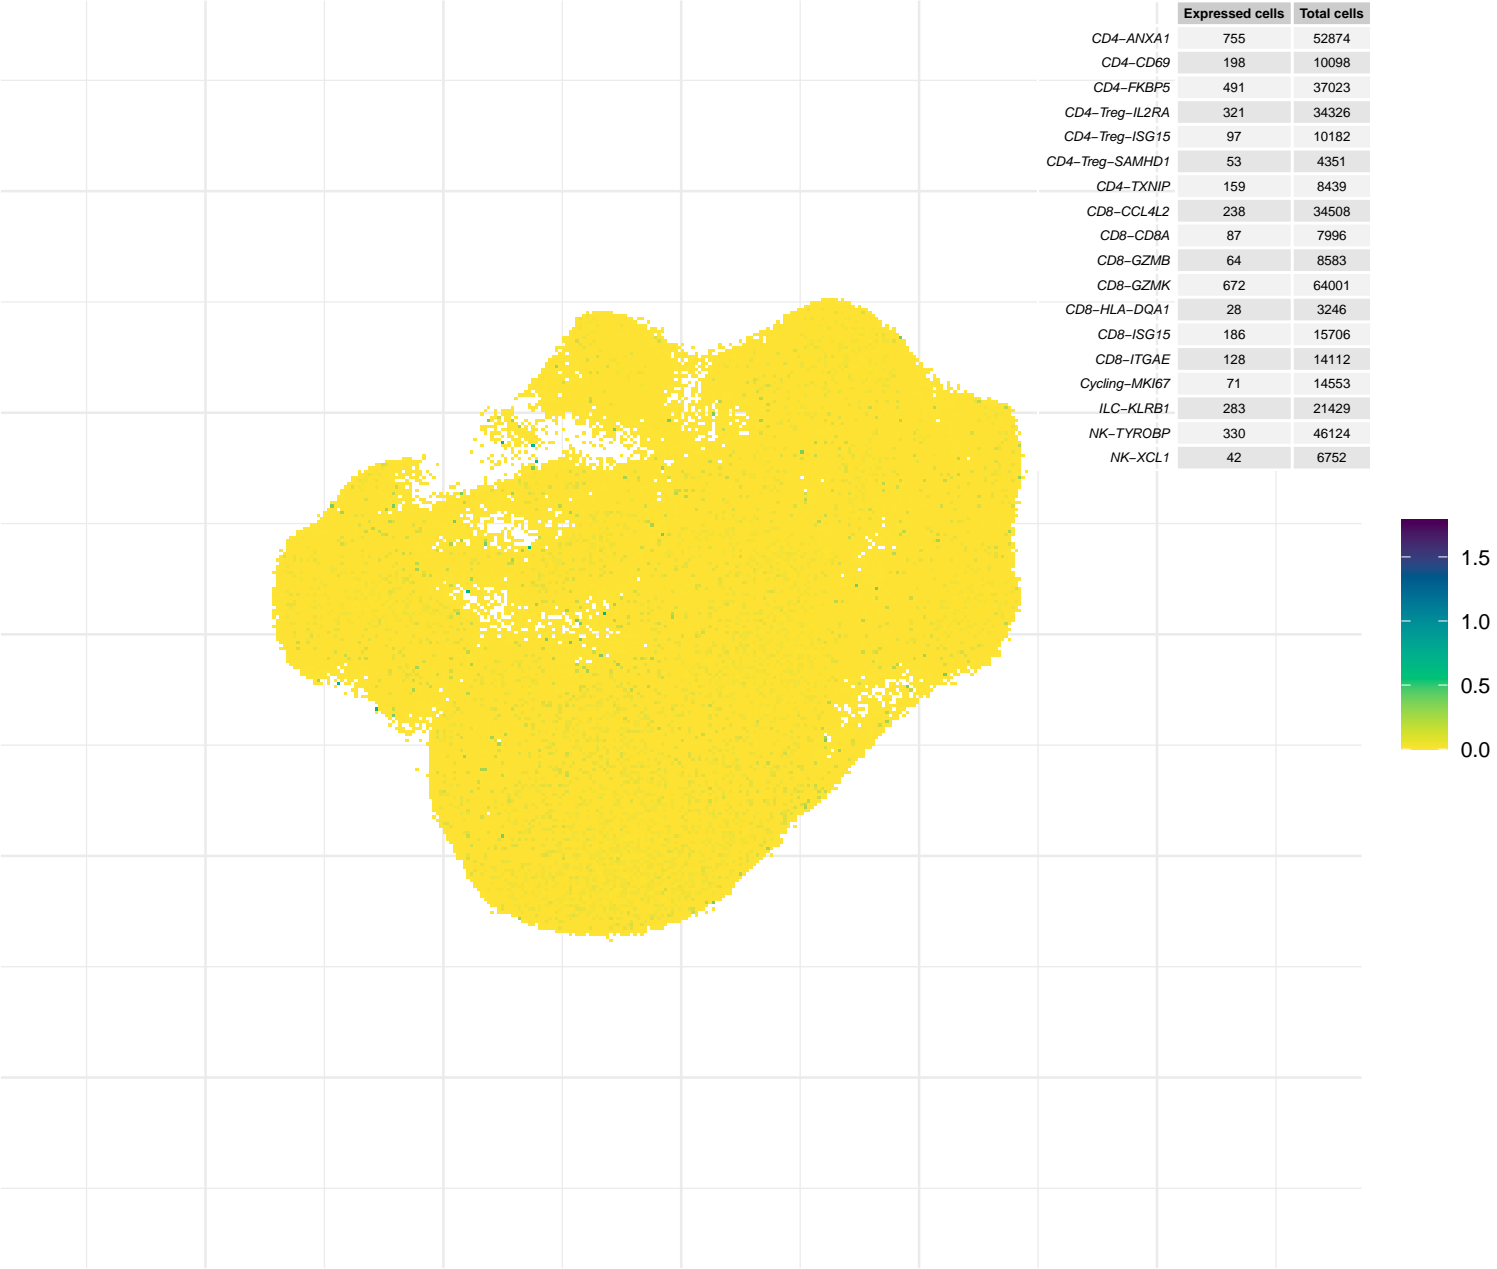 Expressed cells Total cells
CD4−ANXA1 755 52874
CD4−CD69 198 10098
CD4−FKBP5 491 37023
CD4−Treg−IL2RA 321 34326
CD4−Treg−ISG15 97 10182
CD4−Treg−SAMHD1 53 4351
CD4−TXNIP 159 8439
CD8−CCL4L2 238 34508
CD8−CD8A 87 7996
CD8−GZMB 64 8583
CD8−GZMK 672 64001
CD8−HLA−DQA1 28 3246
CD8−ISG15 186 15706
CD8−ITGAE 128 14112
Cycling−MKI67 71 14553
ILC−KLRB1 283 21429
NK−TYROBP 330 46124
NK−XCL1 42 6752
1.5
1.0
0.5
0.0